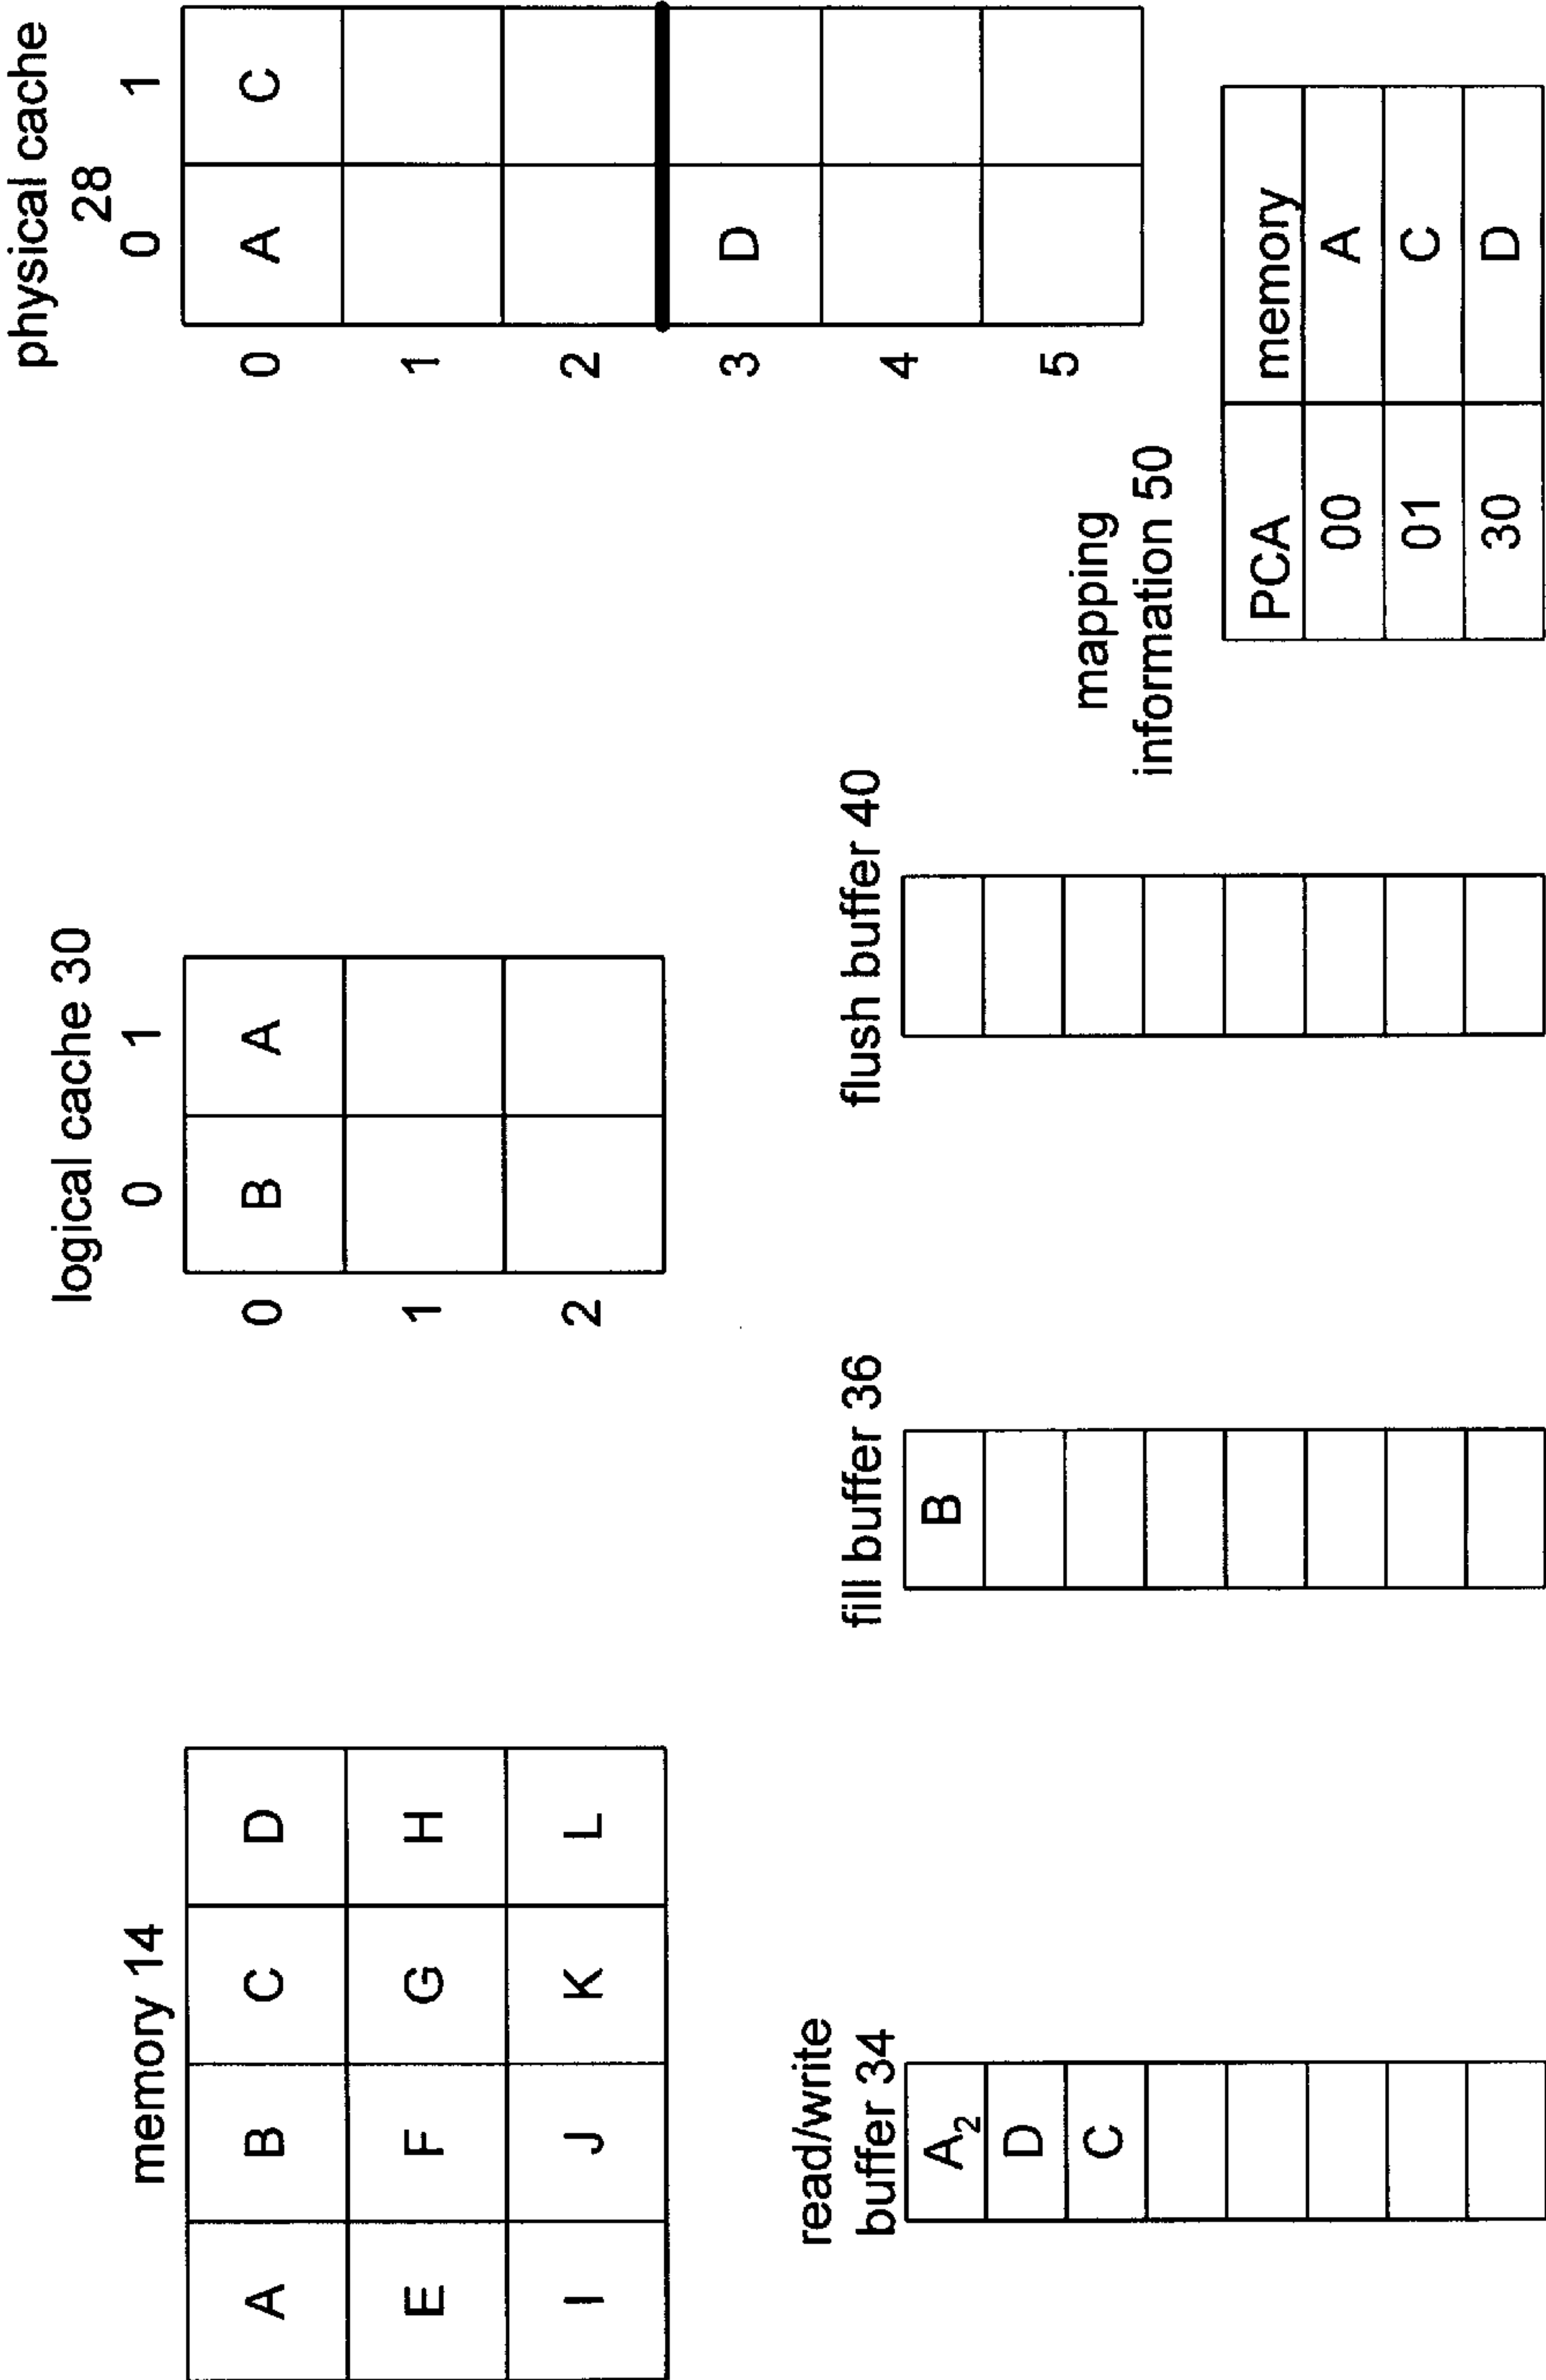 memory 14
A B C D
E F G H
I J K L
logical cache 30
0 1
0 B A
1
2
physical cache
28
0 1
0 A C
1
2
3 D
4
5
read/write
buffer 34
A₂
D
C
fill buffer 36
B
flush buffer 40
mapping
information 50
PCA memory
00 A
01 C
30 D